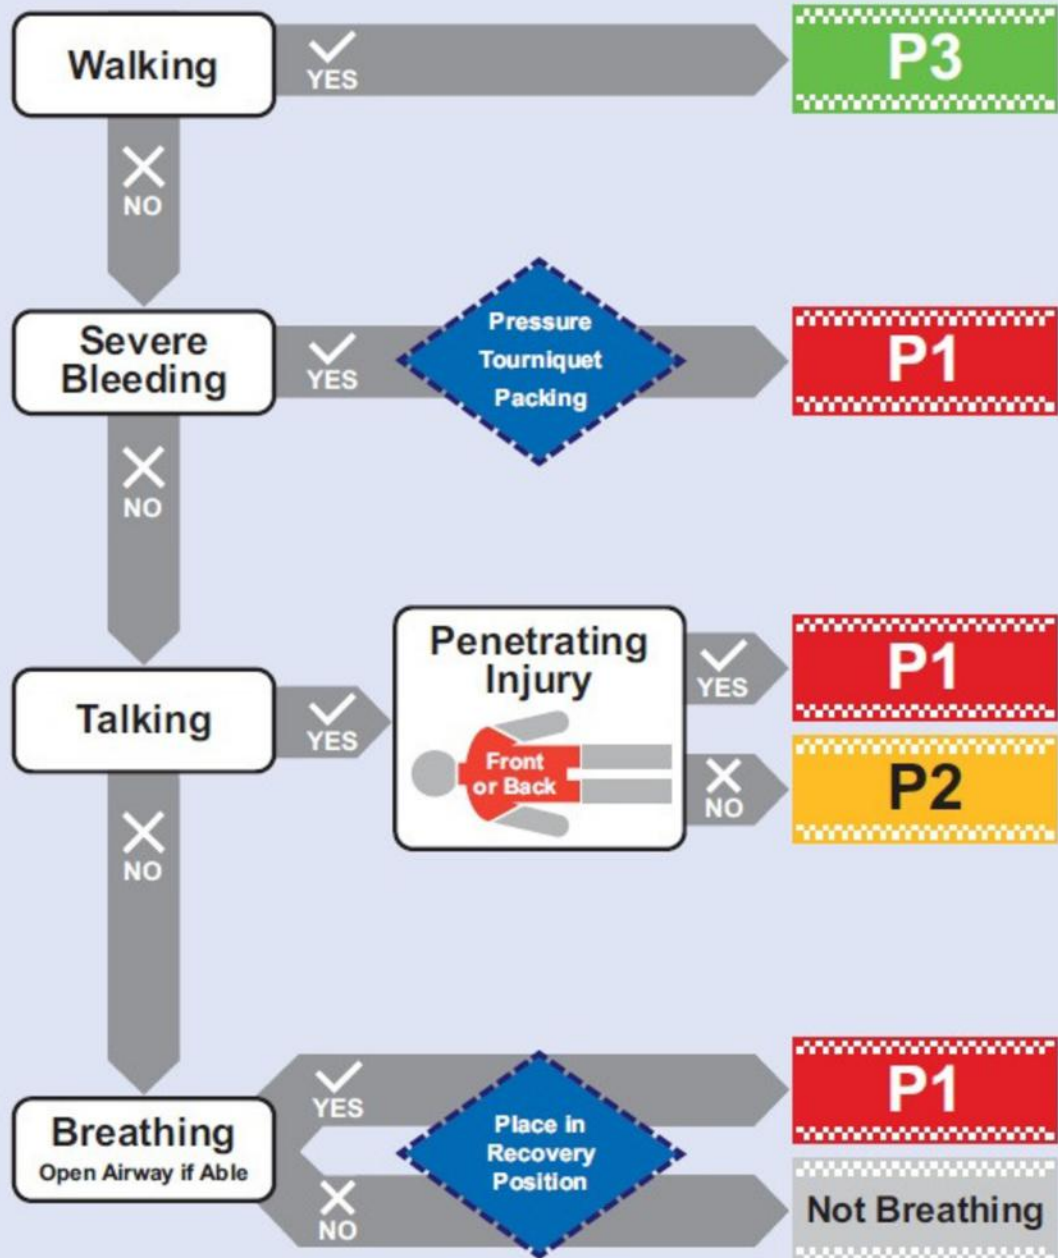 Walking
YES
P3
NO
Severe
Bleeding
YES
Pressure
Tourniquet
Packing
P1
NO
Talking
YES
Penetrating
Injury
Front
or Back
YES
P1
NO
P2
NO
Breathing
Open Airway if Able
YES
Place in
Recovery
Position
P1
NO
Not Breathing